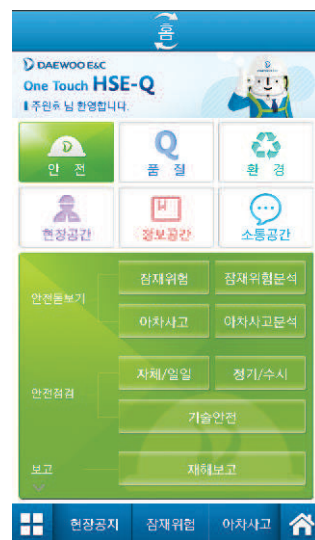 홈
DAEWOO E&C
One Touch HSE-Q
주원효 님 환영합니다.
안 전
Q
품 질
환 경
현장공간
정보공간
소통공간
안전돋보기
잠재위험
잠재위험분석
아차사고
아차사고분석
안전점검
자체/일일
정기/수시
기술안전
보고
재해보고
현장공지
잠재위험
아차사고